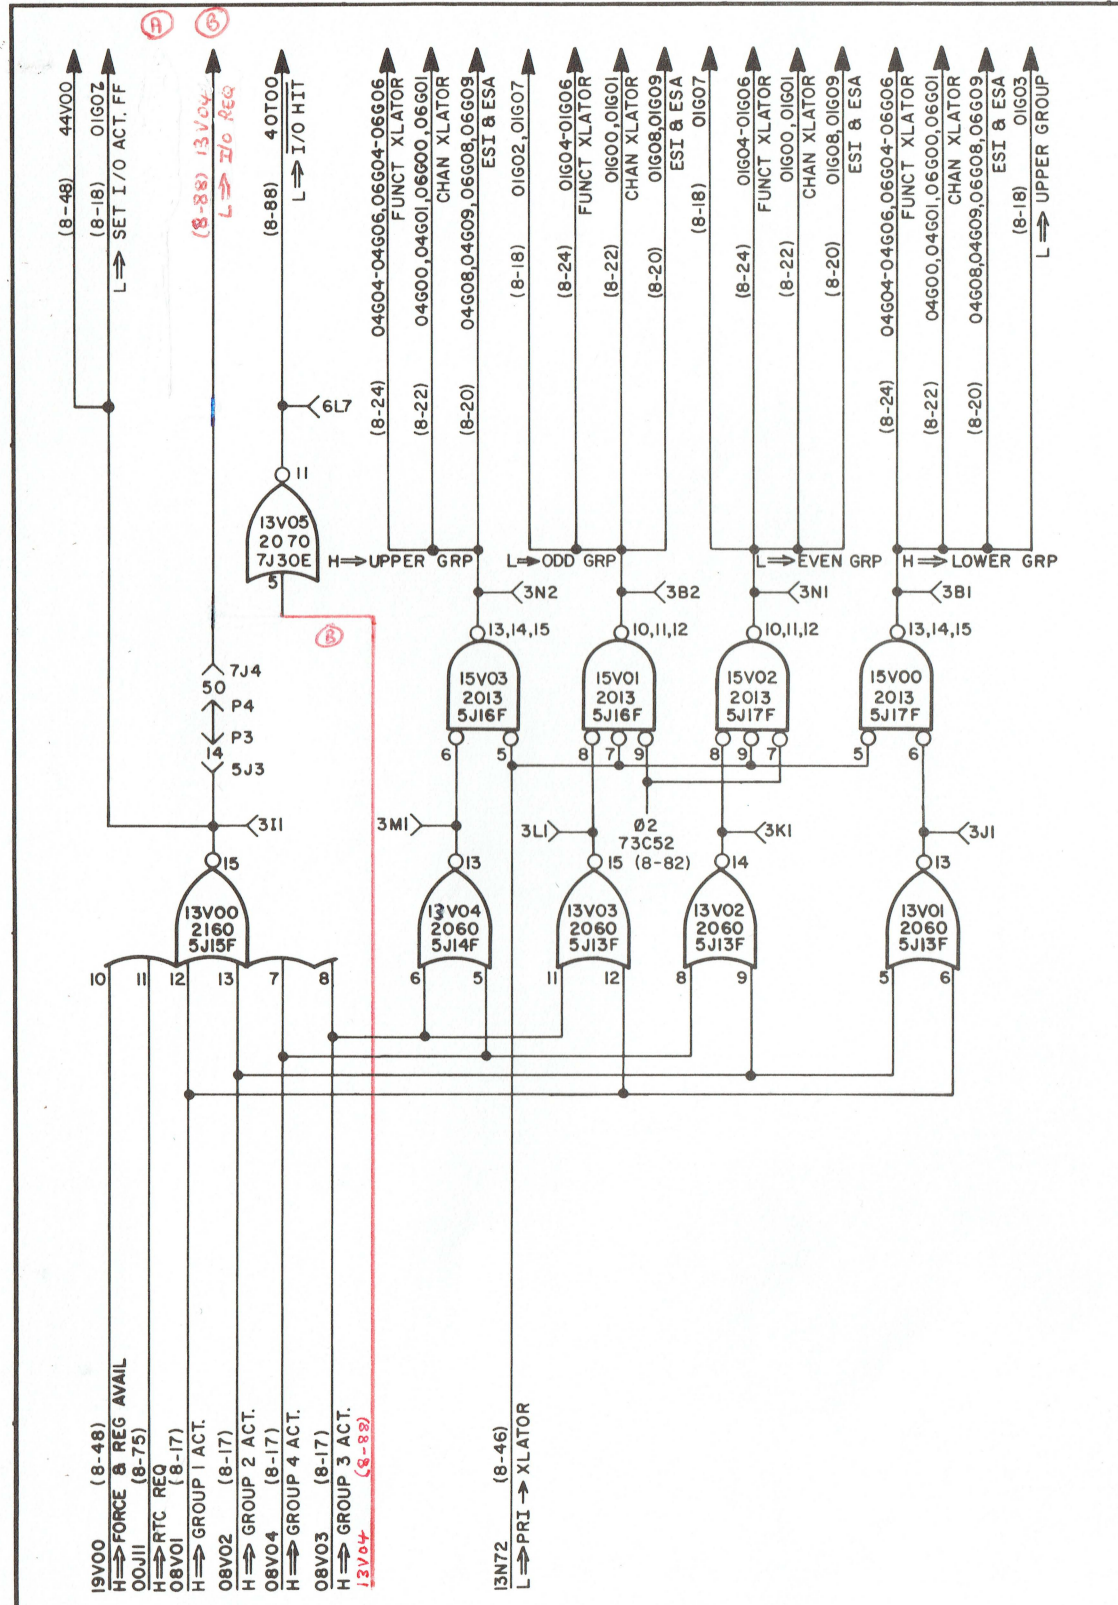 A
B
(8-48) 44V00
(8-18) 01G02
L⇒ SET I/O ACT. FF
(8-88) 13V04
L⇒ I/O REQ
(8-88) 40T00
L⇒ I/O HIT
(8-24) 04G04-04G06,06G04-06G06
FUNCT XLATOR
(8-22) 04G00,04G01,06G00,06G01
CHAN XLATOR
(8-20) 04G08,04G09,06G08,06G09
ESI & ESA
(8-18) 01G02,01G07
(8-24) 01G04-01G06
FUNCT XLATOR
(8-22) 01G00,01G01
CHAN XLATOR
(8-20) 01G08,01G09
ESI & ESA
(8-18) 01G07
(8-24) 01G04-01G06
FUNCT XLATOR
(8-22) 01G00,01G01
CHAN XLATOR
(8-20) 01G08,01G09
ESI & ESA
(8-24) 04G04-04G06,06G04-06G06
FUNCT XLATOR
(8-22) 04G00,04G01,06G00,06G01
CHAN XLATOR
(8-20) 04G08,04G09,06G08,06G09
ESI & ESA
(8-18) 01G03
L⇒ UPPER GROUP
6L7
11
13V05
2070
7J30E
5
B
H⇒UPPER GRP
L⇒ODD GRP
L⇒EVEN GRP
H⇒LOWER GRP
3N2
3B2
3N1
3B1
13,14,15
10,11,12
10,11,12
13,14,15
15V03
2013
5J16F
15V01
2013
5J16F
15V02
2013
5J17F
15V00
2013
5J17F
6
5
8
7
9
8
9
7
5
6
7J4
50
P4
P3
14
5J3
3I1
3M1
3L1
Ø2
73C52
(8-82)
3K1
3J1
15
13
15
14
13
13V00
2160
5J15F
13V04
2060
5J14F
13V03
2060
5J13F
13V02
2060
5J13F
13V01
2060
5J13F
10
11
12
13
7
8
6
5
11
12
8
9
5
6
19V00 (8-48)
H⇒FORCE & REG AVAIL
00J11 (8-75)
H⇒RTC REQ
08V01 (8-17)
H⇒GROUP 1 ACT.
08V02 (8-17)
H⇒GROUP 2 ACT.
08V04 (8-17)
H⇒GROUP 4 ACT.
08V03 (8-17)
H⇒ GROUP 3 ACT.
13V04 (8-88)
13N72 (8-46)
L⇒PRI → XLATOR